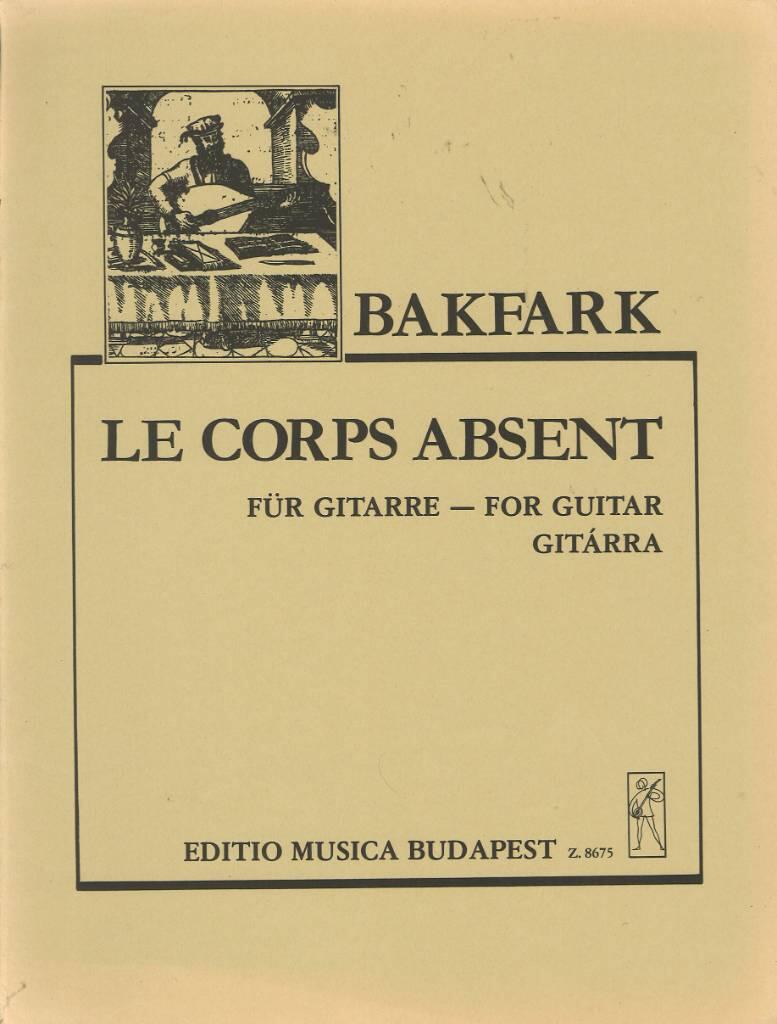 BAKFARK
LE CORPS ABSENT
FÜR GITARRE — FOR GUITAR
GITÁRRA
EDITIO MUSICA BUDAPEST Z. 8675